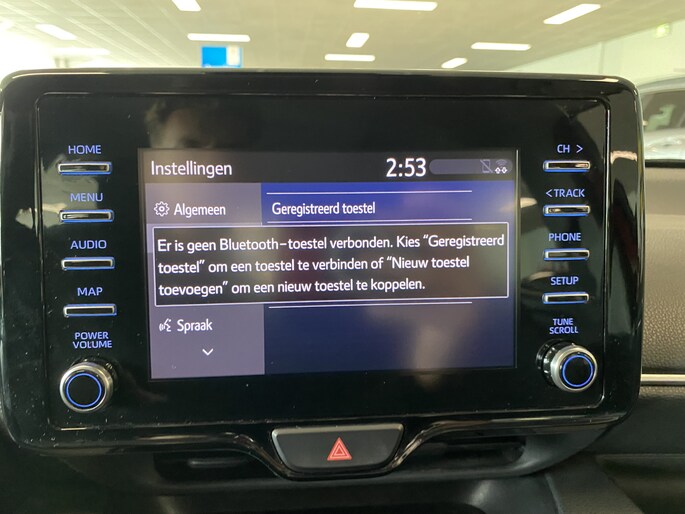 HOME
MENU
AUDIO
MAP
POWER
VOLUME
Instellingen
2:53
Algemeen
Geregistreerd toestel
Er is geen Bluetooth-toestel verbonden. Kies "Geregistreerd
toestel" om een toestel te verbinden of "Nieuw toestel
toevoegen" om een nieuw toestel te koppelen.
Spraak
CH >
< TRACK
PHONE
SETUP
TUNE
SCROLL